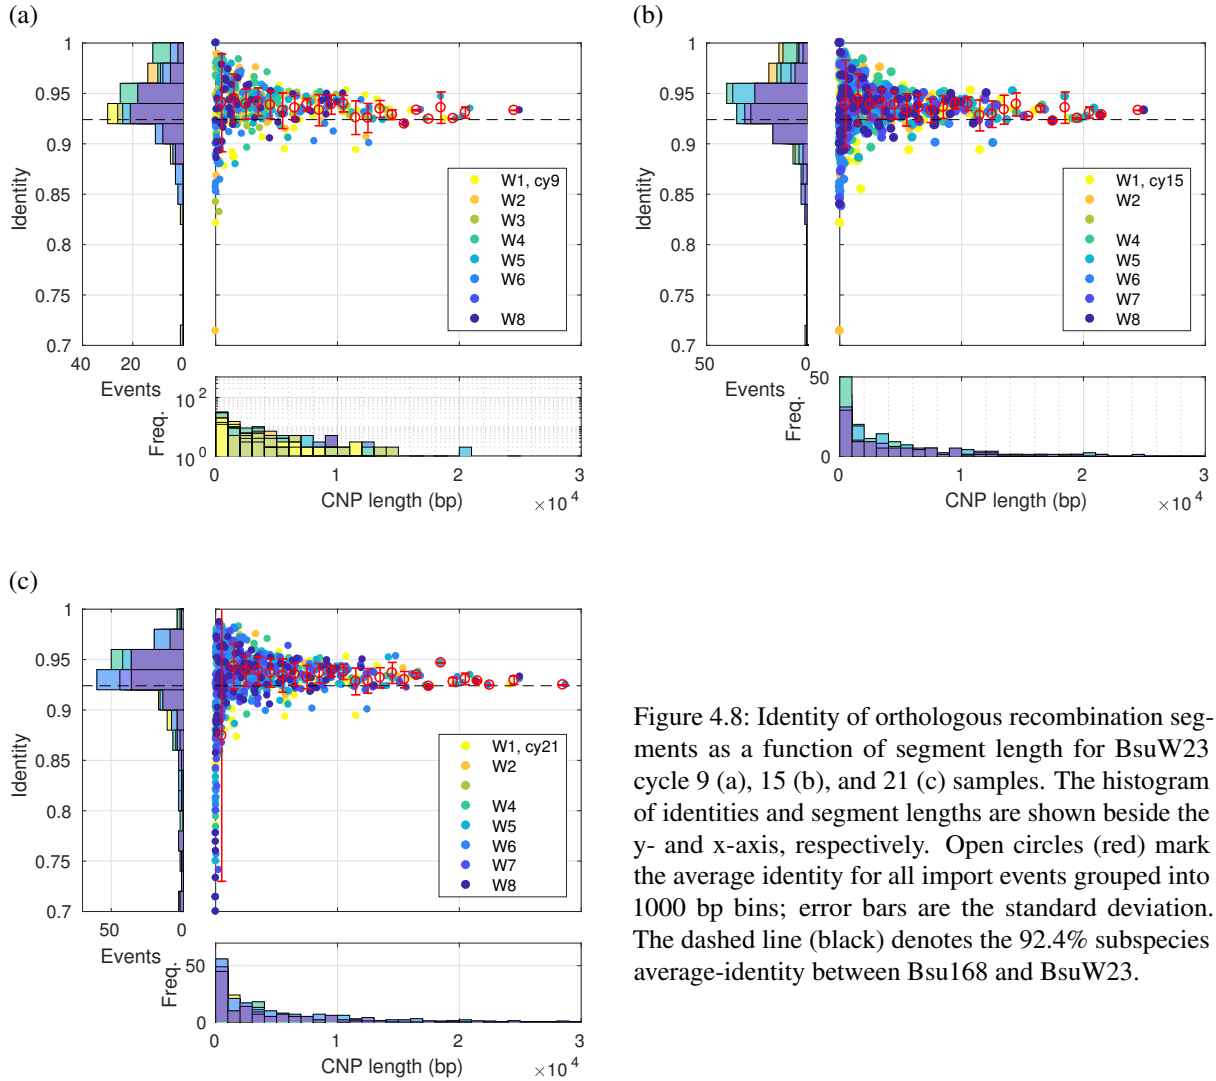 (a)
1
0.95
0.9
0.85
0.8
0.75
0.7
Identity
40 20 0
Events
W1, cy9
W2
W3
W4
W5
W6
W8
10^2
10^0
Freq.
0 1 2 3
CNP length (bp)
×10^4
(b)
1
0.95
0.9
0.85
0.8
0.75
0.7
Identity
50 0
Events
W1, cy15
W2
W4
W5
W6
W7
W8
50
0
Freq.
0 1 2 3
CNP length (bp)
×10^4
(c)
1
0.95
0.9
0.85
0.8
0.75
0.7
Identity
50 0
Events
W1, cy21
W2
W4
W5
W6
W7
W8
50
0
Freq.
0 1 2 3
CNP length (bp)
×10^4
Figure 4.8: Identity of orthologous recombination seg-
ments as a function of segment length for BsuW23
cycle 9 (a), 15 (b), and 21 (c) samples. The histogram
of identities and segment lengths are shown beside the
y- and x-axis, respectively. Open circles (red) mark
the average identity for all import events grouped into
1000 bp bins; error bars are the standard deviation.
The dashed line (black) denotes the 92.4% subspecies
average-identity between Bsu168 and BsuW23.